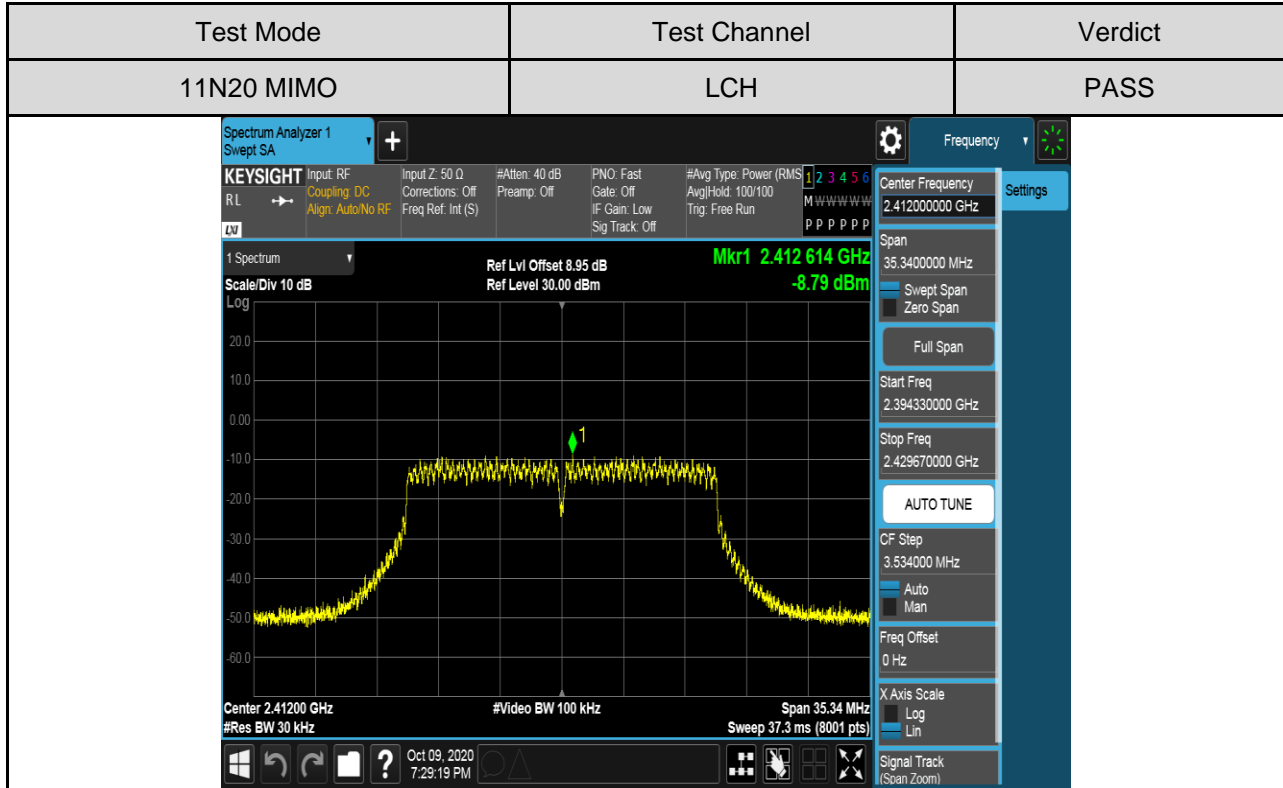 Test Mode Test Channel Verdict
11N20 MIMO LCH PASS
Spectrum Analyzer 1
Swept SA
+
Frequency
KEYSIGHT
RL
LXI
Input: RF
Coupling: DC
Align: Auto/No RF
Input Z: 50 Ω
Corrections: Off
Freq Ref: Int (S)
#Atten: 40 dB
Preamp: Off
PNO: Fast
Gate: Off
IF Gain: Low
Sig Track: Off
#Avg Type: Power (RMS
Avg|Hold: 100/100
Trig: Free Run
1 2 3 4 5 6
M W W W W W
P P P P P P
1 Spectrum
Scale/Div 10 dB
Ref Lvl Offset 8.95 dB
Ref Level 30.00 dBm
Mkr1 2.412 614 GHz
-8.79 dBm
Log
20.0
10.0
0.00
-10.0
-20.0
-30.0
-40.0
-50.0
-60.0
1
Center 2.41200 GHz
#Res BW 30 kHz
#Video BW 100 kHz
Span 35.34 MHz
Sweep 37.3 ms (8001 pts)
?
Oct 09, 2020
7:29:19 PM
Center Frequency
2.412000000 GHz
Span
35.3400000 MHz
Swept Span
Zero Span
Full Span
Start Freq
2.394330000 GHz
Stop Freq
2.429670000 GHz
AUTO TUNE
CF Step
3.534000 MHz
Auto
Man
Freq Offset
0 Hz
X Axis Scale
Log
Lin
Signal Track
(Span Zoom)
Settings